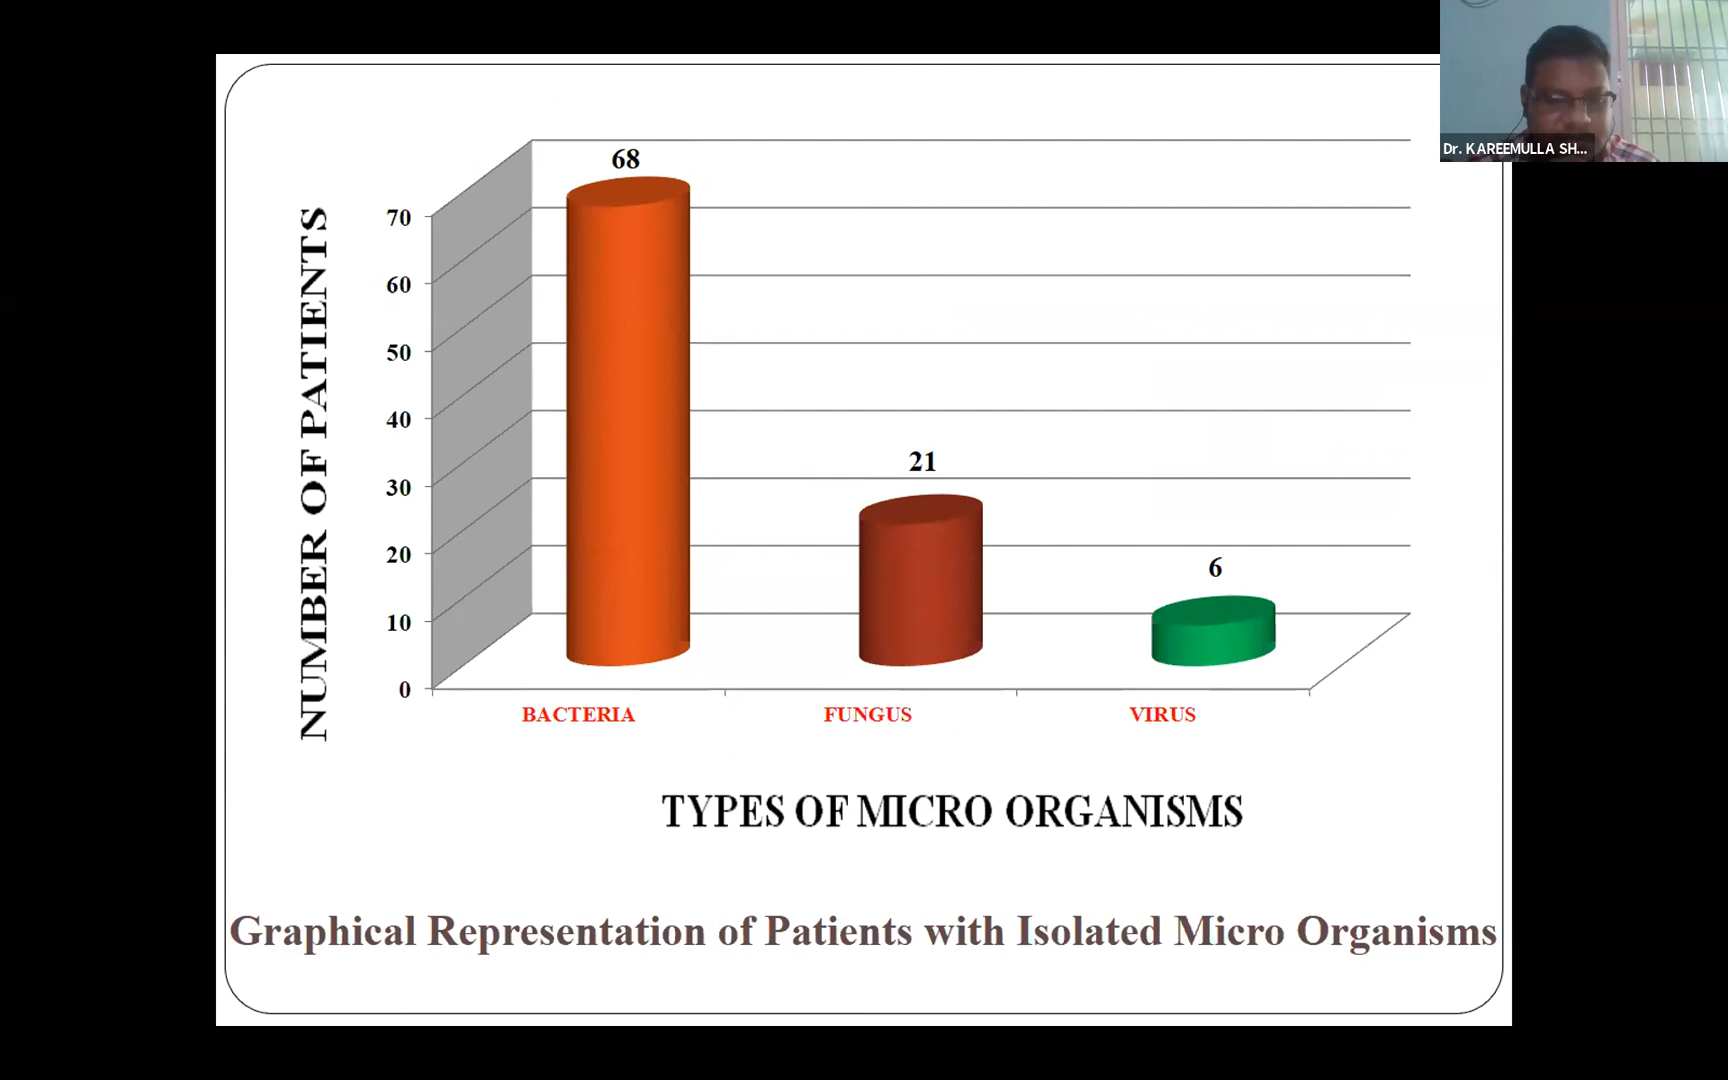 Dr. KAREEMULLA SH...
68
21
6
70
60
50
40
30
20
10
0
NUMBER OF PATIENTS
BACTERIA
FUNGUS
VIRUS
TYPES OF MICRO ORGANISMS
Graphical Representation of Patients with Isolated Micro Organisms